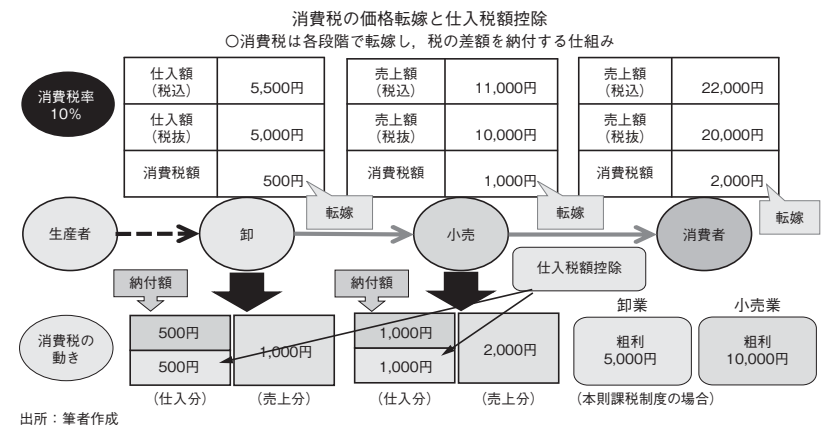 消費税の価格転嫁と仕入税額控除
○消費税は各段階で転嫁し，税の差額を納付する仕組み
消費税率
10%
仕入額
（税込）
5,500円
仕入額
（税抜）
5,000円
消費税額
500円
売上額
（税込）
11,000円
売上額
（税抜）
10,000円
消費税額
1,000円
売上額
（税込）
22,000円
売上額
（税抜）
20,000円
消費税額
2,000円
転嫁
転嫁
転嫁
生産者
卸
小売
消費者
仕入税額控除
納付額
納付額
卸業
小売業
消費税の
動き
500円
500円
1,000円
1,000円
1,000円
2,000円
粗利
5,000円
粗利
10,000円
（仕入分）
（売上分）
（仕入分）
（売上分）
（本則課税制度の場合）
出所：筆者作成